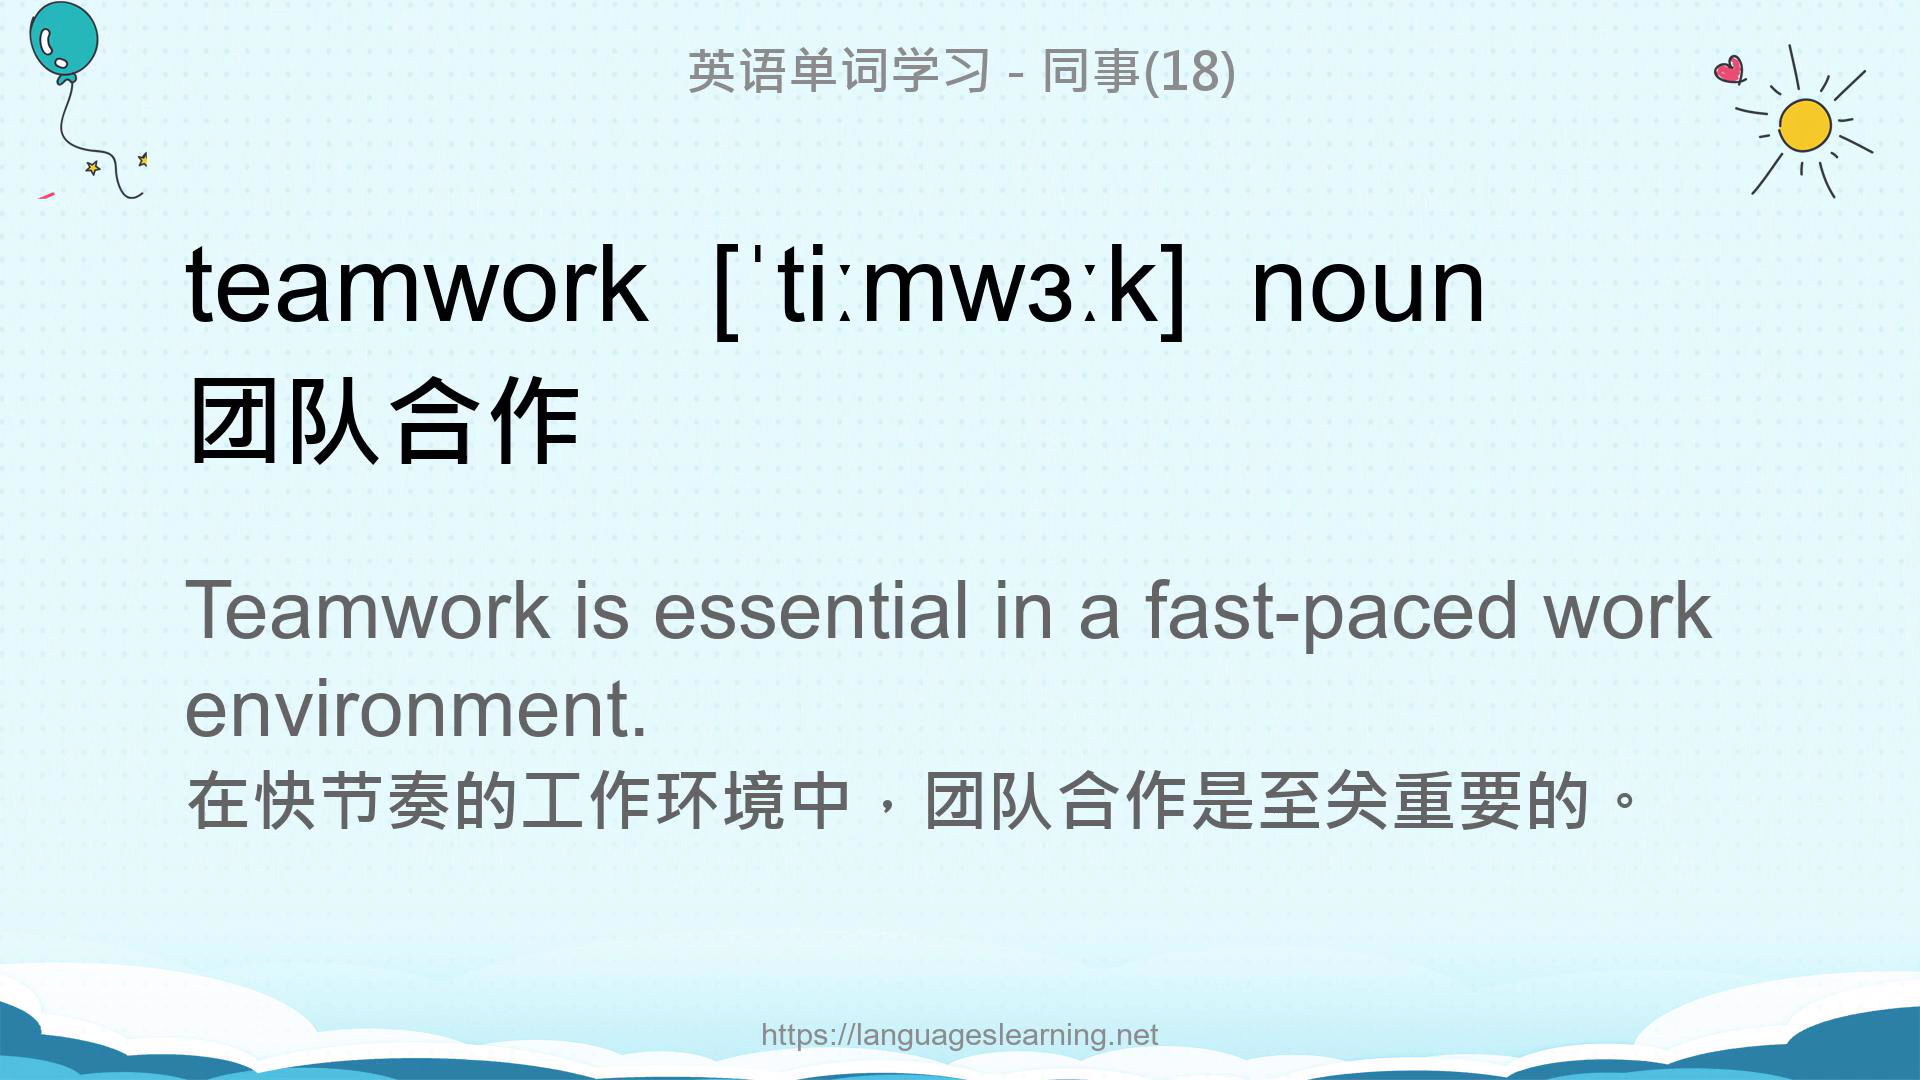 英语单词学习 - 同事(18)
teamwork  [ˈtiːmwɜːk]  noun
团队合作
Teamwork is essential in a fast-paced work
environment.
在快节奏的工作环境中，团队合作是至关重要的。
https://languageslearning.net